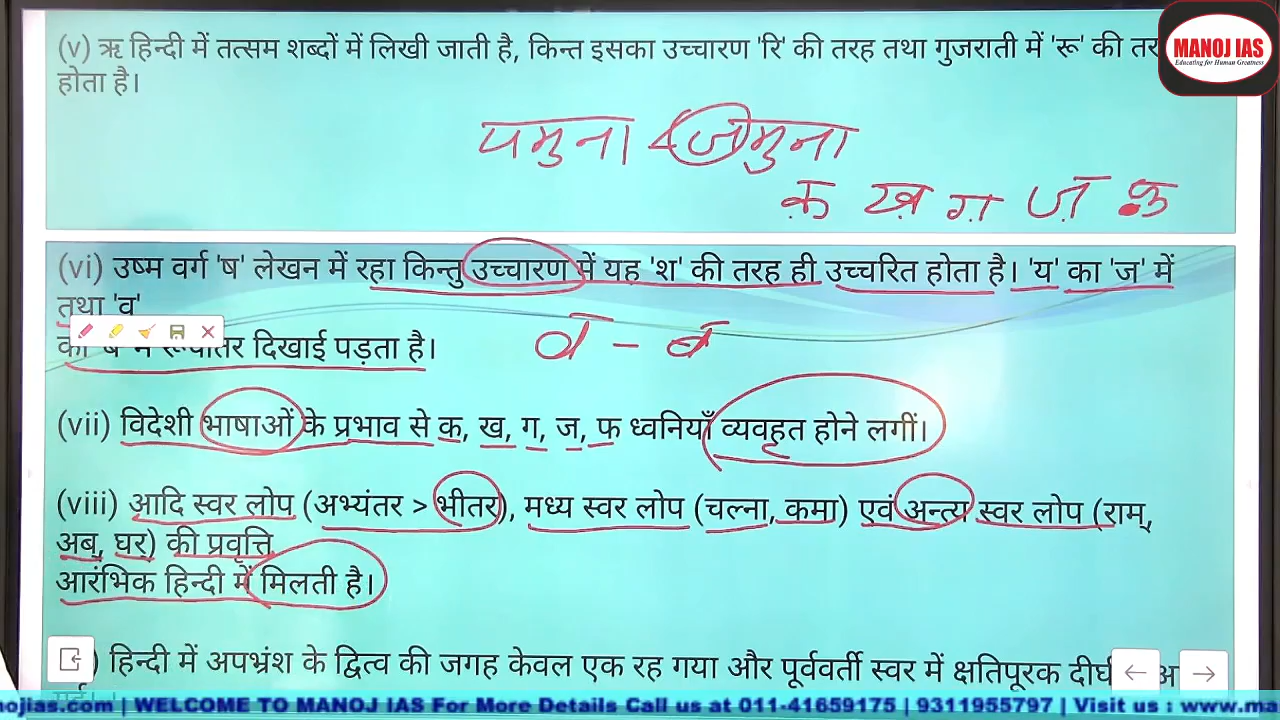 (v) ऋ हिन्दी में तत्सम शब्दों में लिखी जाती है, किन्त इसका उच्चारण 'रि' की तरह तथा गुजराती में 'रू' की तर
MANOJ IAS
Educating for Human Greatness
होता है।
यमुना < जमुना
क़ ख़ ग़ ज़ फ़
(vi) उष्म वर्ग 'ष' लेखन में रहा किन्तु उच्चारण में यह 'श' की तरह ही उच्चरित होता है। 'य' का 'ज' में
तथा 'व'
दिखाई पड़ता है।
व - ब
(vii) विदेशी भाषाओं के प्रभाव से क, ख, ग, ज, फ ध्वनियाँ व्यवहृत होने लगीं।
(viii) आदि स्वर लोप (अभ्यंतर > भीतर), मध्य स्वर लोप (चल्ना, कमा) एवं अन्त्य स्वर लोप (राम्,
अब्, घर्) की प्रवृत्ति
आरंभिक हिन्दी में मिलती है।
) हिन्दी में अपभ्रंश के द्वित्व की जगह केवल एक रह गया और पूर्ववर्ती स्वर में क्षतिपूरक दीर्घ आ
nojias.com | WELCOME TO MANOJ IAS For More Details Call us at 011-41659175 | 9311955797 | Visit us : www.ma